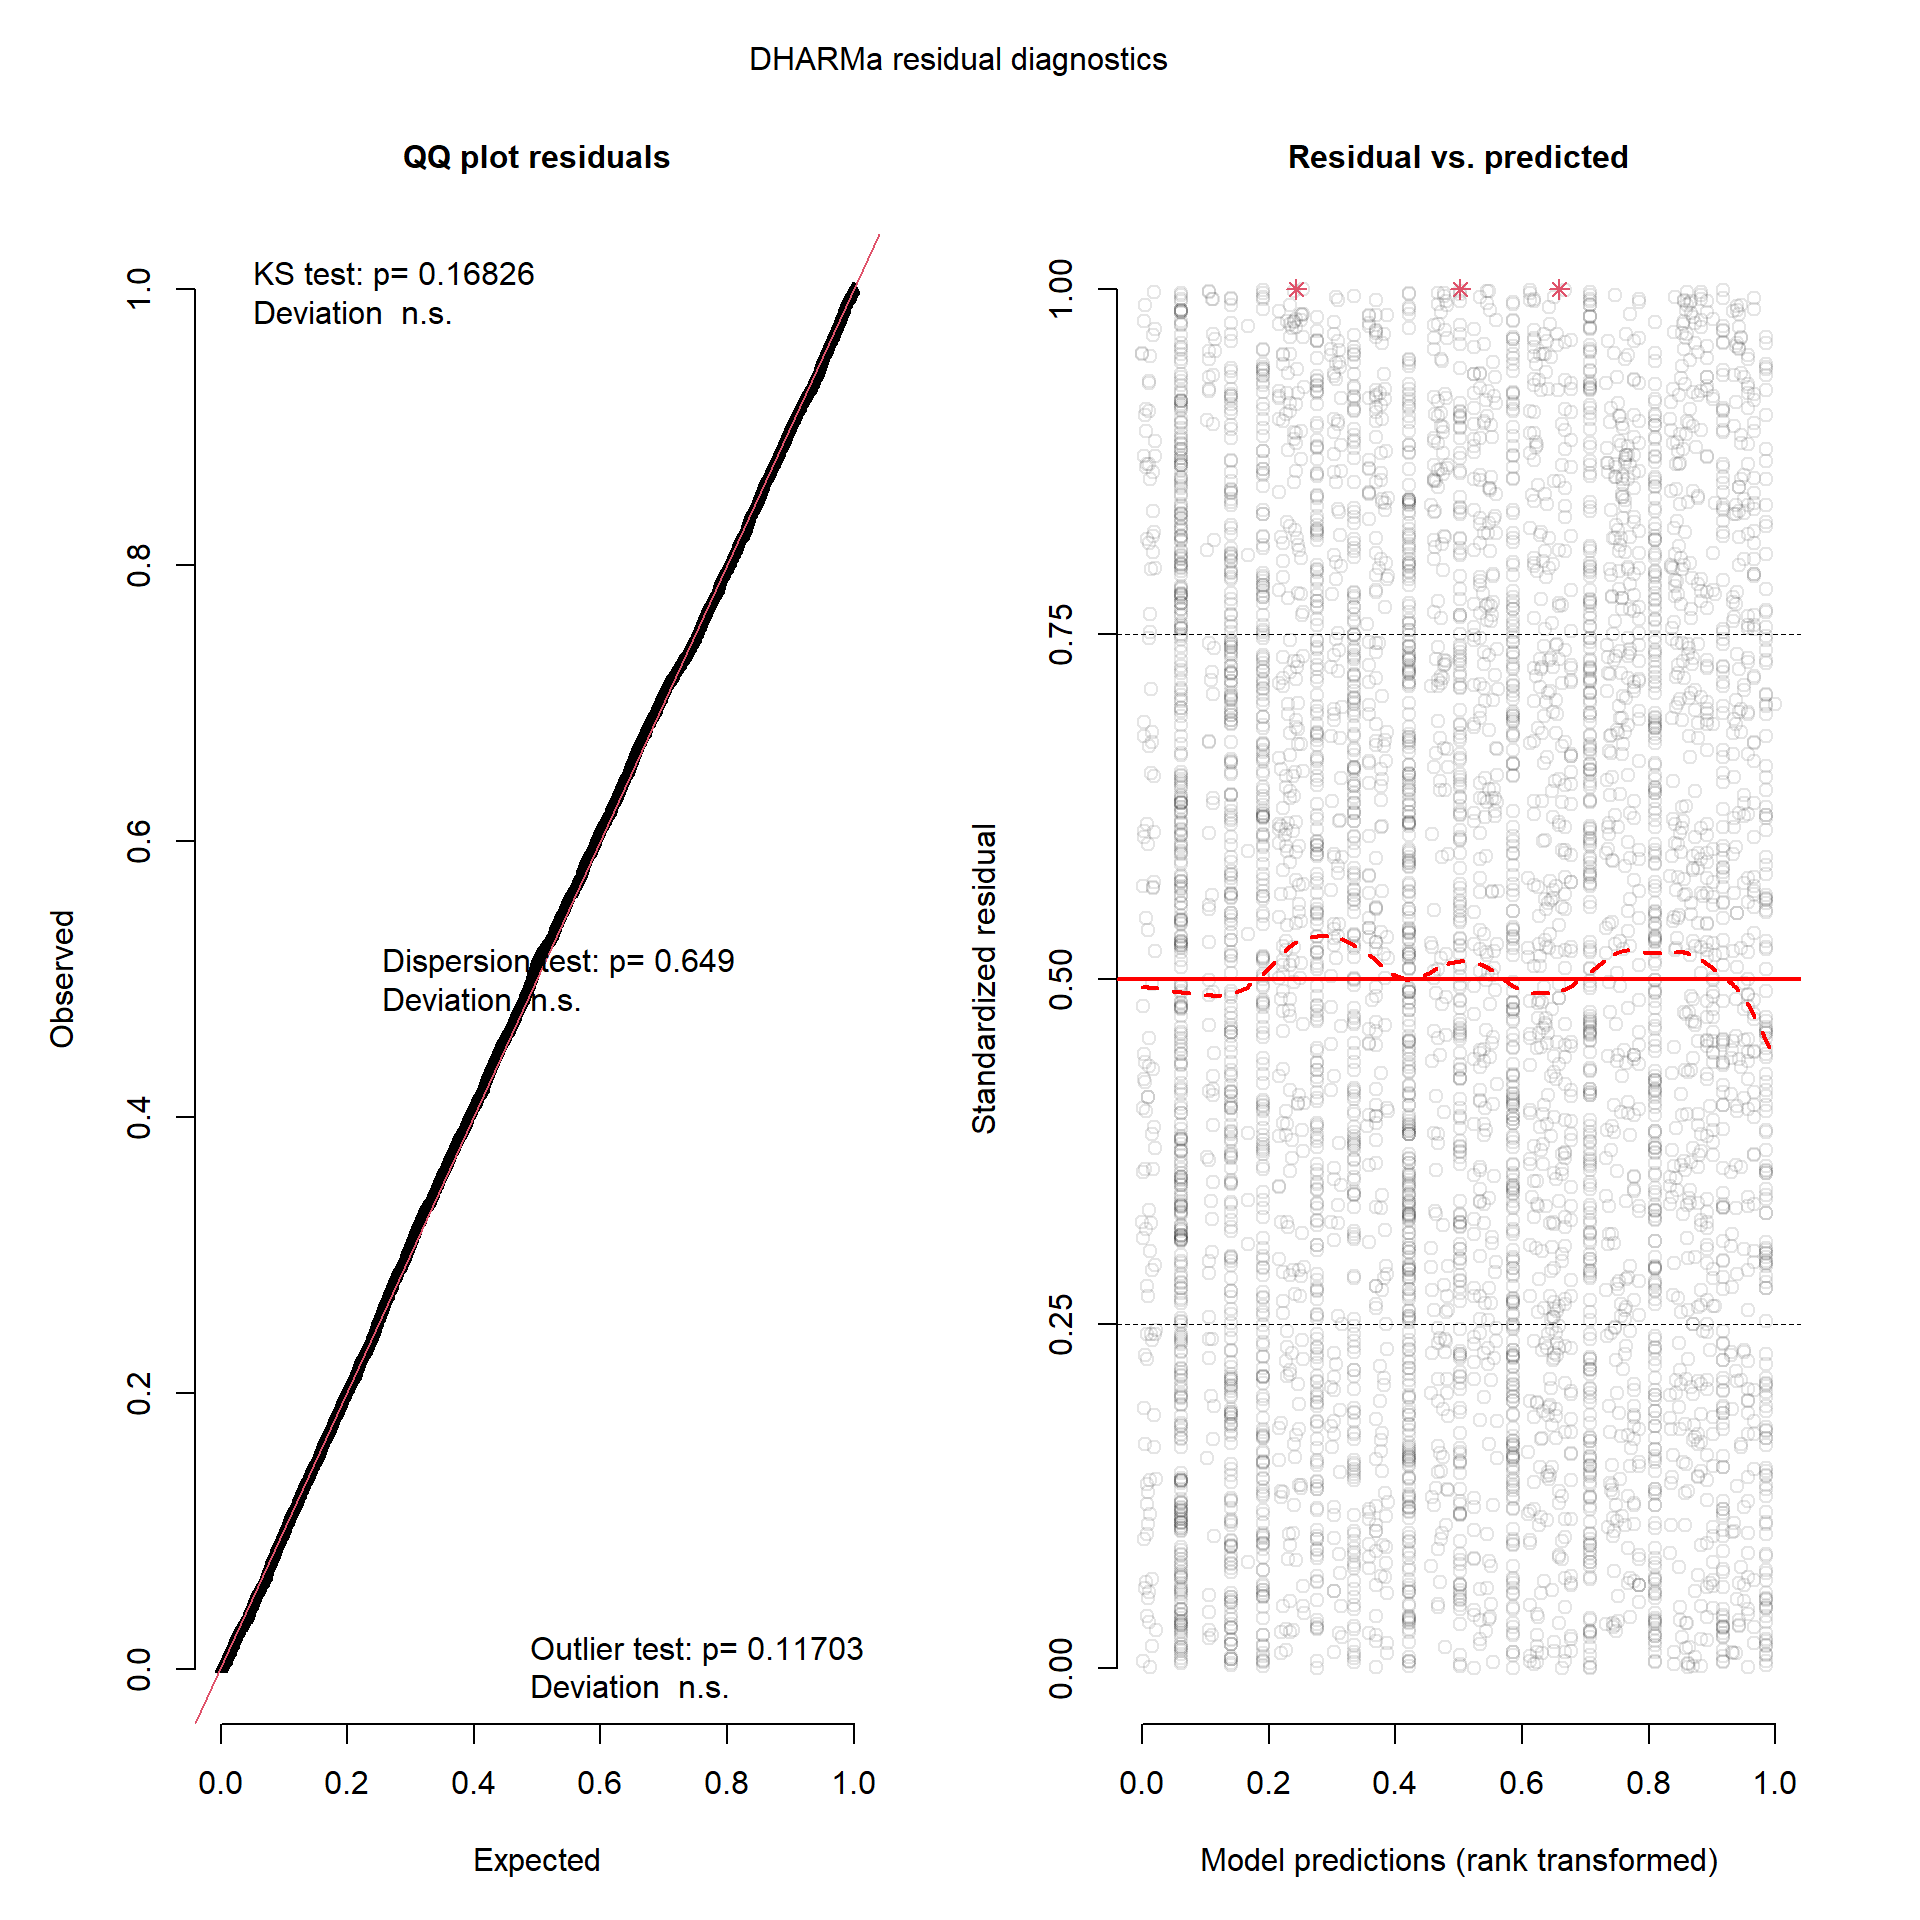 DHARMa residual diagnostics
QQ plot residuals
KS test: p= 0.16826
Deviation  n.s.
Dispersion test: p= 0.649
Deviation  n.s.
Outlier test: p= 0.11703
Deviation  n.s.
Observed
1.0
0.8
0.6
0.4
0.2
0.0
0.0 0.2 0.4 0.6 0.8 1.0
Expected
Residual vs. predicted
Standardized residual
1.00
0.75
0.50
0.25
0.00
0.0 0.2 0.4 0.6 0.8 1.0
Model predictions (rank transformed)